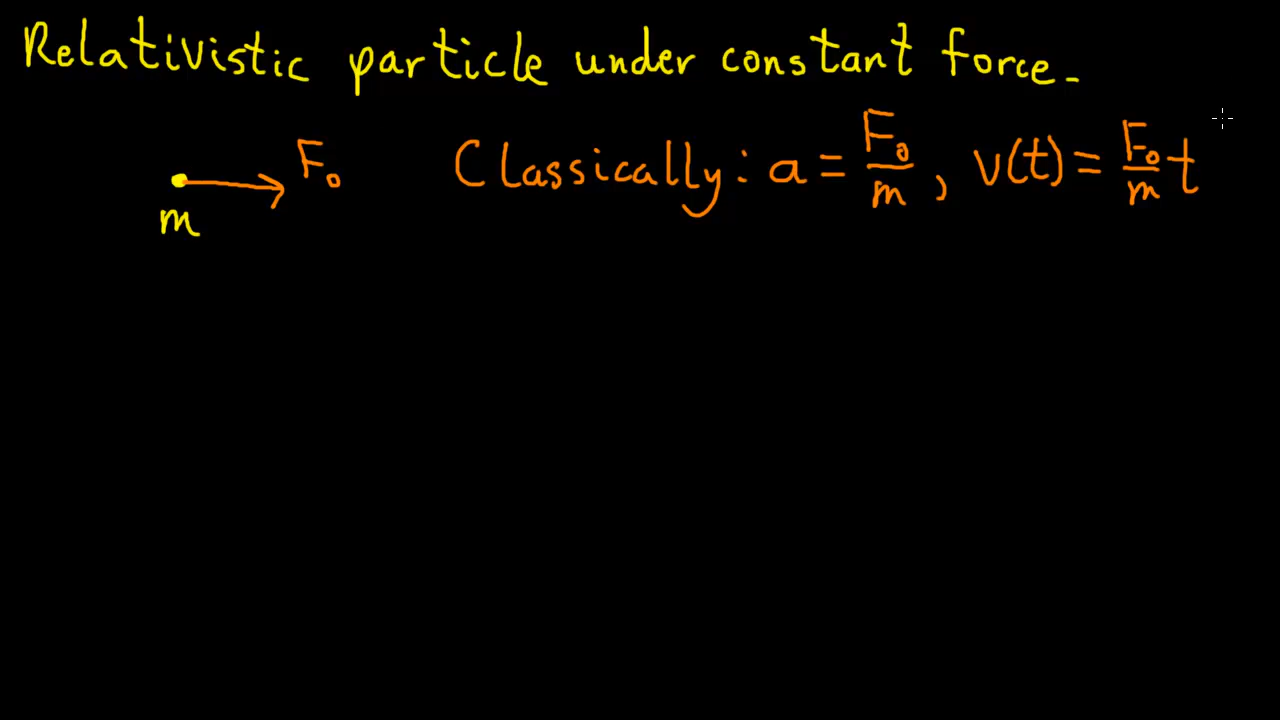 Relativistic particle under constant force.
F₀ Classically: a = F₀/m, v(t) = F₀/m t
m